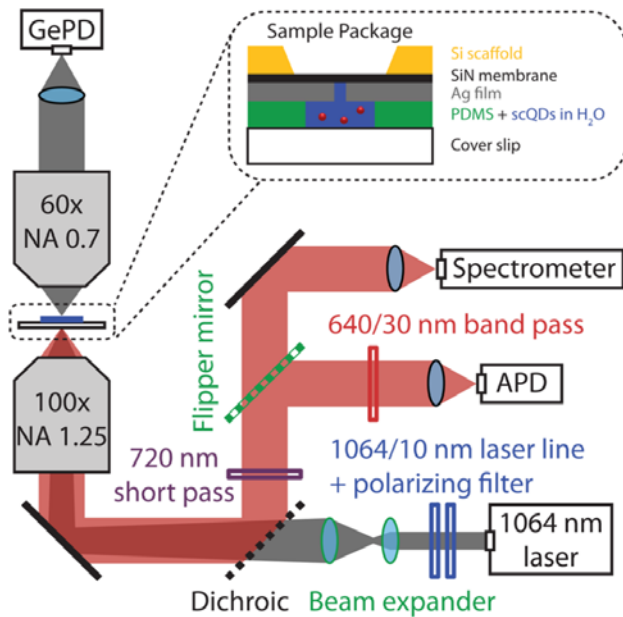 GePD
Sample Package
Si scaffold
SiN membrane
Ag film
PDMS + scQDs in H₂O
Cover slip
60x
NA 0.7
Spectrometer
Flipper mirror
640/30 nm band pass
APD
100x
NA 1.25
720 nm
short pass
1064/10 nm laser line
+ polarizing filter
1064 nm
laser
Dichroic
Beam expander